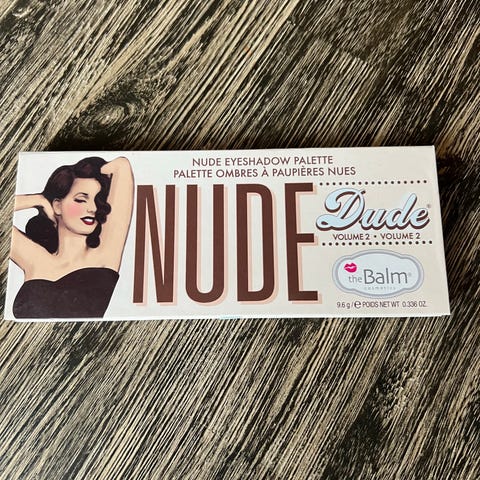 NUDE EYESHADOW PALETTE
PALETTE OMBRES À PAUPIÈRES NUES
NUDE
Dude®
VOLUME 2 • VOLUME 2
theBalm®
cosmetics
9.6 g / ℮ POIDS NET WT 0.336 OZ.